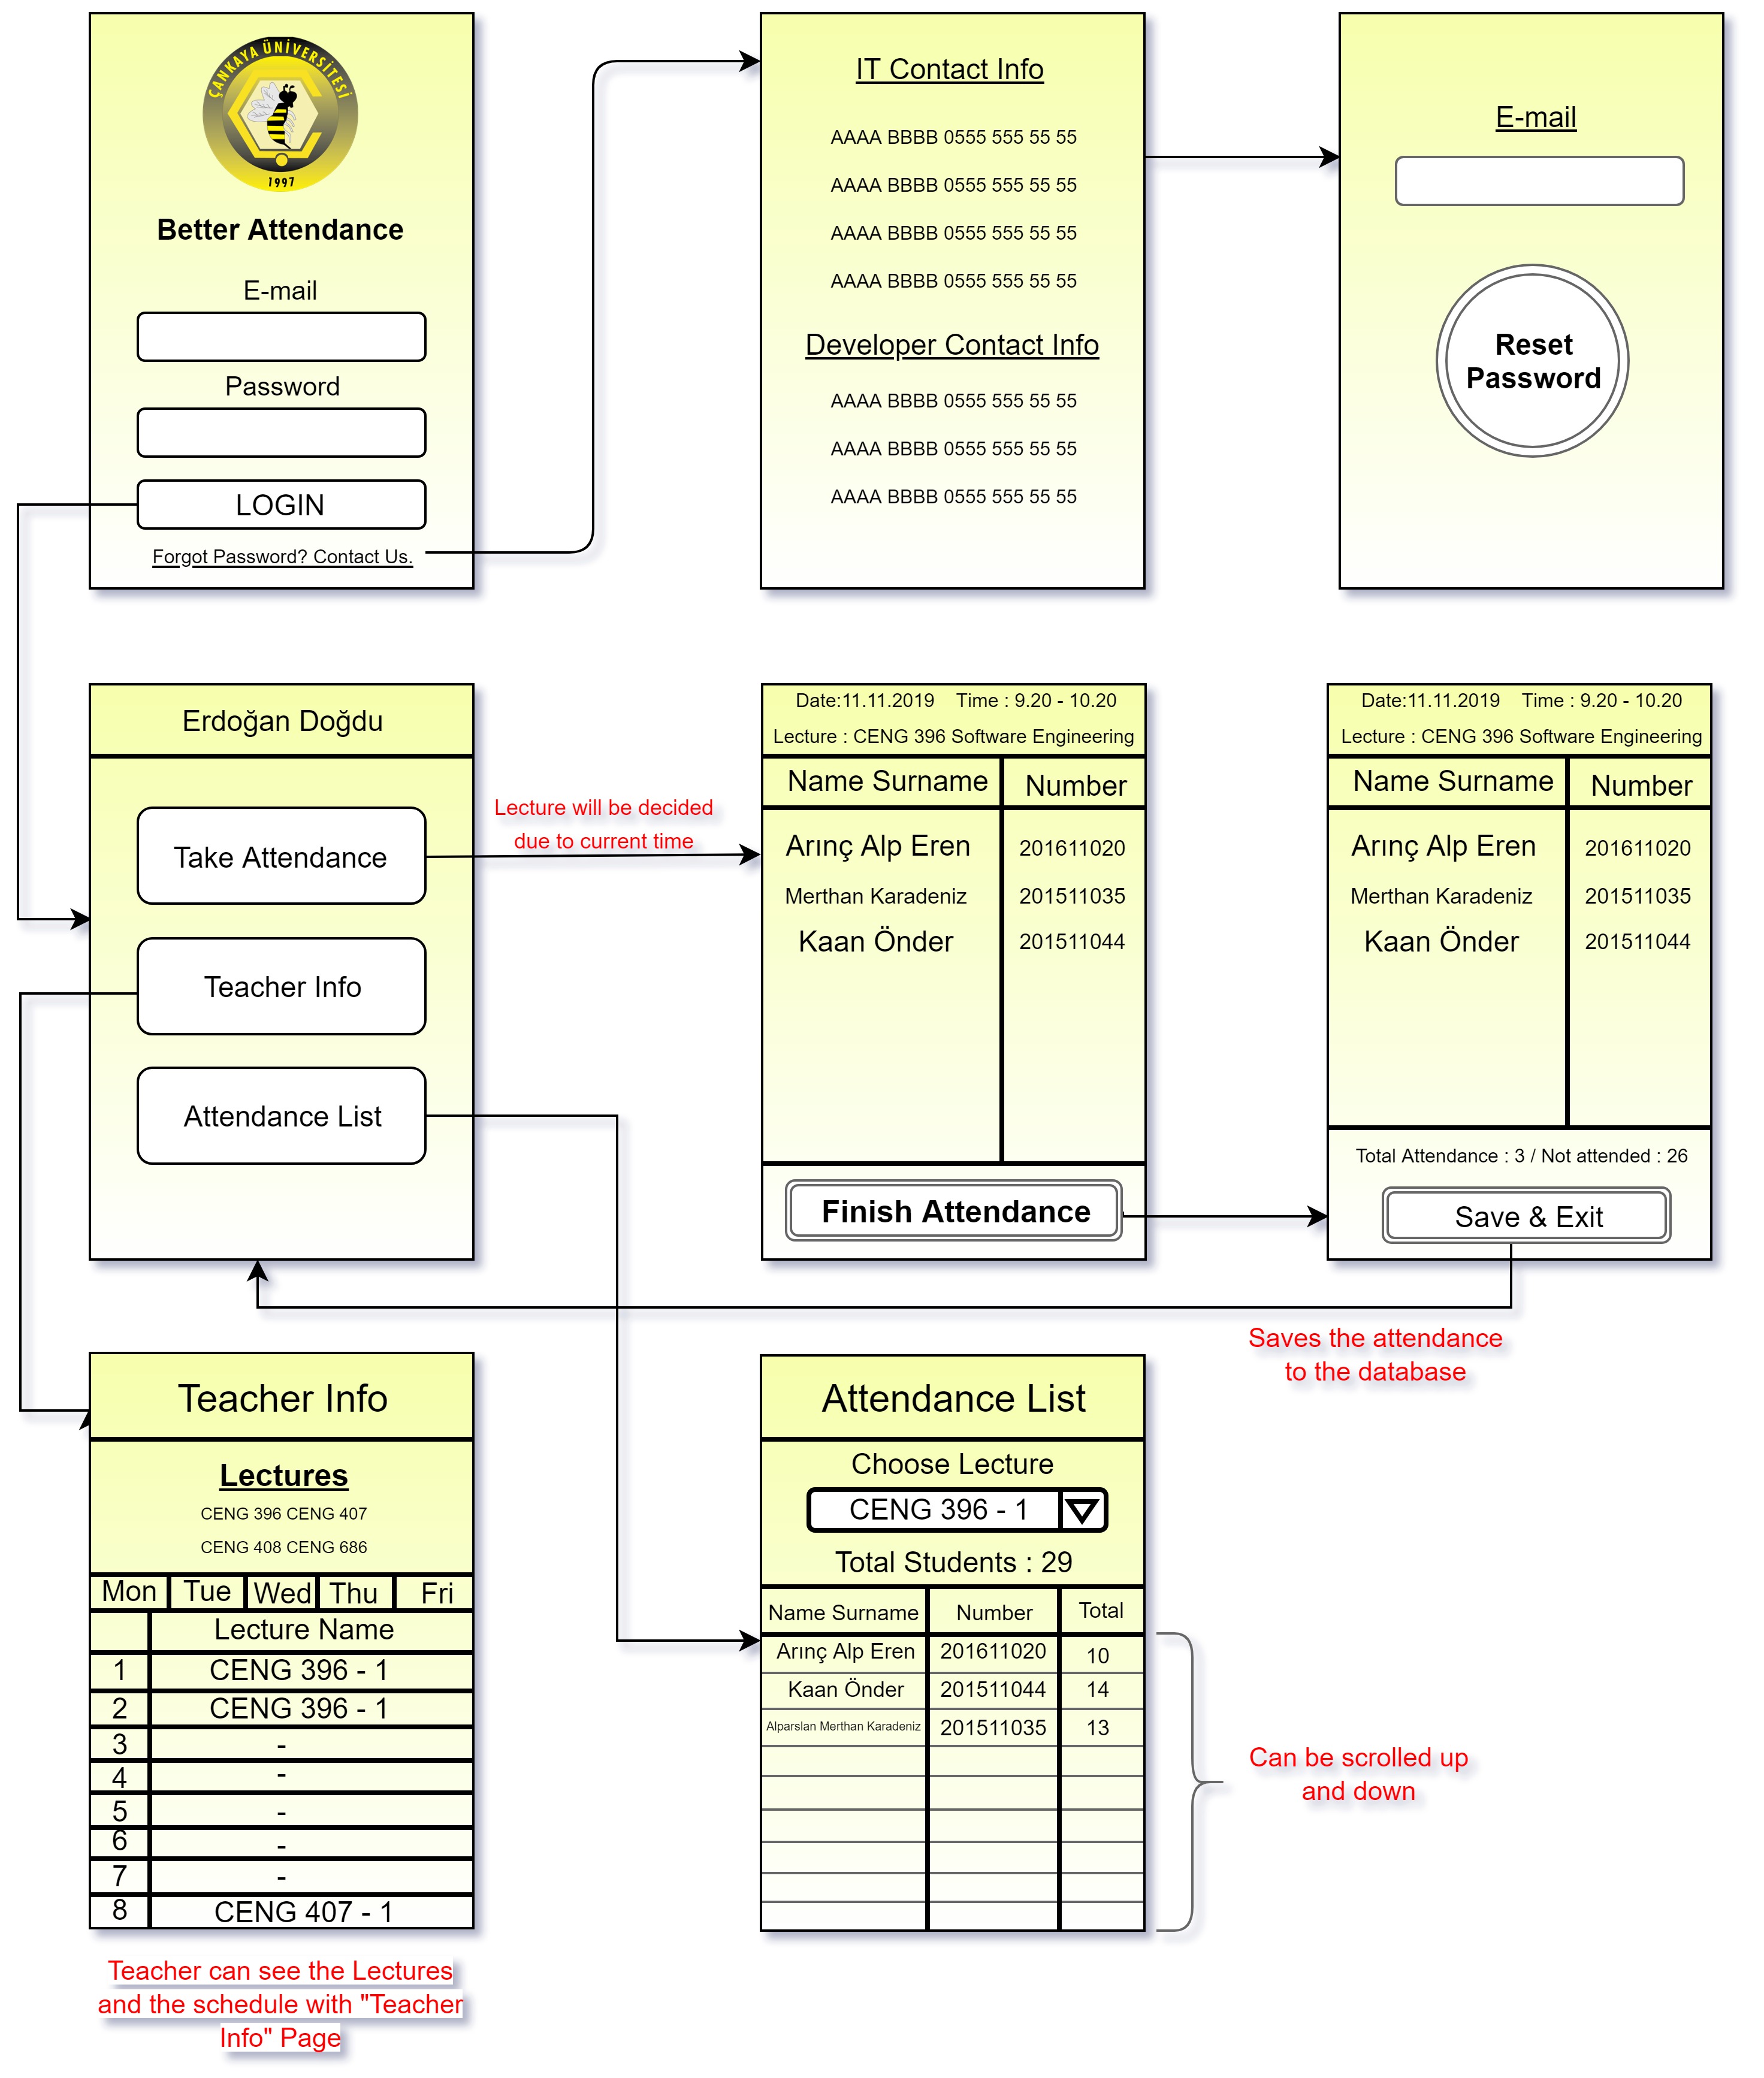 ÇANKAYA ÜNİVERSİTESİ
1997
Better Attendance
E-mail
Password
LOGIN
Forgot Password? Contact Us.
IT Contact Info
AAAA BBBB 0555 555 55 55
AAAA BBBB 0555 555 55 55
AAAA BBBB 0555 555 55 55
AAAA BBBB 0555 555 55 55
Developer Contact Info
AAAA BBBB 0555 555 55 55
AAAA BBBB 0555 555 55 55
AAAA BBBB 0555 555 55 55
E-mail
Reset
Password
Erdoğan Doğdu
Take Attendance
Teacher Info
Attendance List
Lecture will be decided
due to current time
Date:11.11.2019 Time : 9.20 - 10.20
Lecture : CENG 396 Software Engineering
Name Surname Number
Arınç Alp Eren 201611020
Merthan Karadeniz 201511035
Kaan Önder 201511044
Finish Attendance
Date:11.11.2019 Time : 9.20 - 10.20
Lecture : CENG 396 Software Engineering
Name Surname Number
Arınç Alp Eren 201611020
Merthan Karadeniz 201511035
Kaan Önder 201511044
Total Attendance : 3 / Not attended : 26
Save & Exit
Saves the attendance
to the database
Teacher Info
Lectures
CENG 396 CENG 407
CENG 408 CENG 686
Mon Tue Wed Thu Fri
Lecture Name
1 CENG 396 - 1
2 CENG 396 - 1
3 -
4 -
5 -
6 -
7 -
8 CENG 407 - 1
Teacher can see the Lectures
and the schedule with "Teacher
Info" Page
Attendance List
Choose Lecture
CENG 396 - 1
Total Students : 29
Name Surname Number Total
Arınç Alp Eren 201611020 10
Kaan Önder 201511044 14
Alparslan Merthan Karadeniz 201511035 13
Can be scrolled up
and down